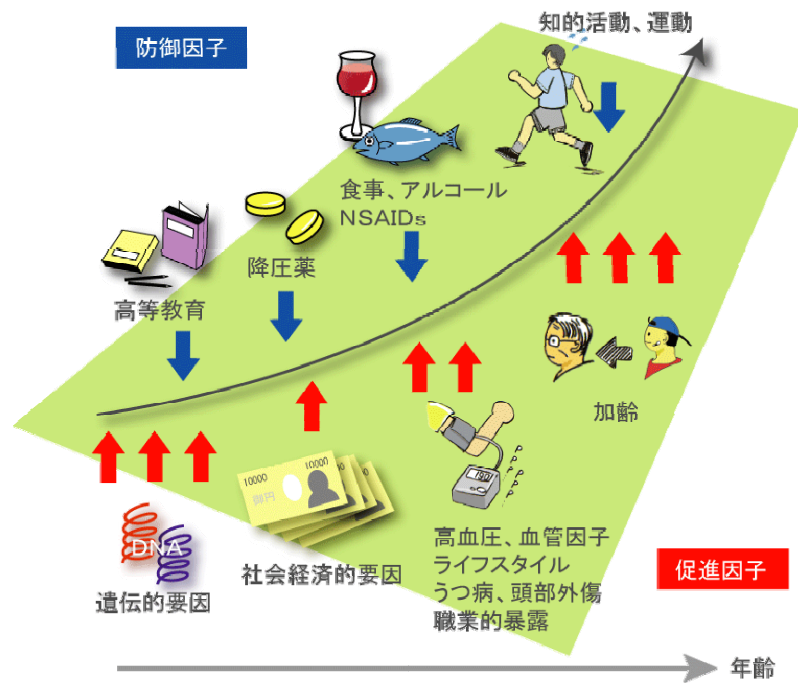 知的活動、運動
防御因子
食事、アルコール
NSAIDs
降圧薬
高等教育
加齢
10000
10000
御円
DNA
高血圧、血管因子
ライフスタイル
うつ病、頭部外傷
職業的暴露
社会経済的要因
遺伝的要因
促進因子
年齢